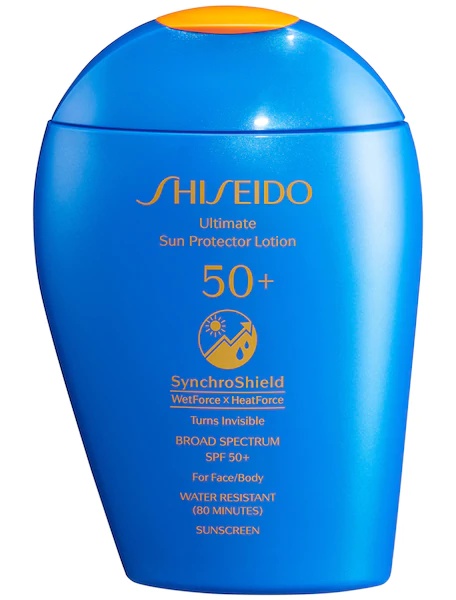 SHISEIDO
Ultimate
Sun Protector Lotion
50+
SynchroShield
WetForce x HeatForce
Turns Invisible
BROAD SPECTRUM
SPF 50+
For Face/Body
WATER RESISTANT
(80 MINUTES)
SUNSCREEN